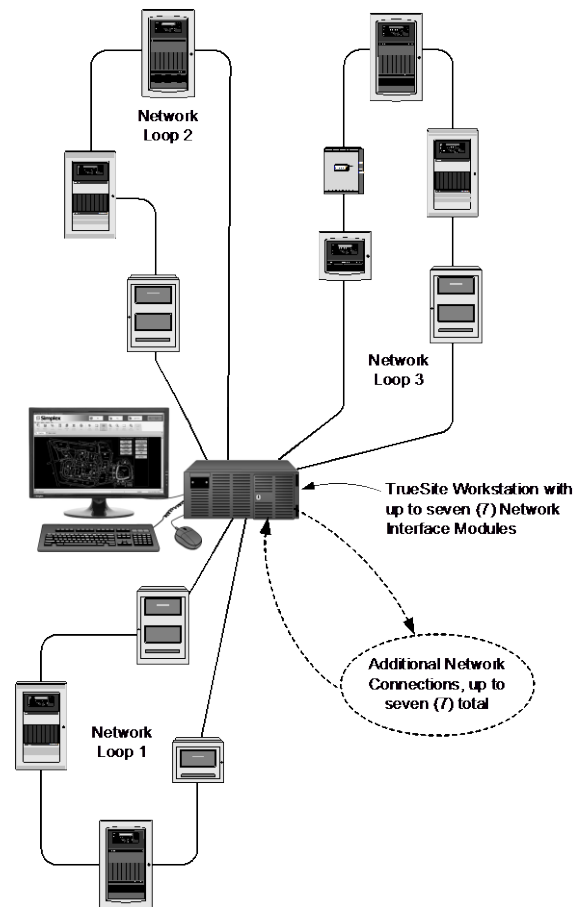 Network
Loop 2
Network
Loop 3
Simplex
TrueSite Workstation with
up to seven (7) Network
Interface Modules
Additional Network
Connections, up to
seven (7) total
Network
Loop 1